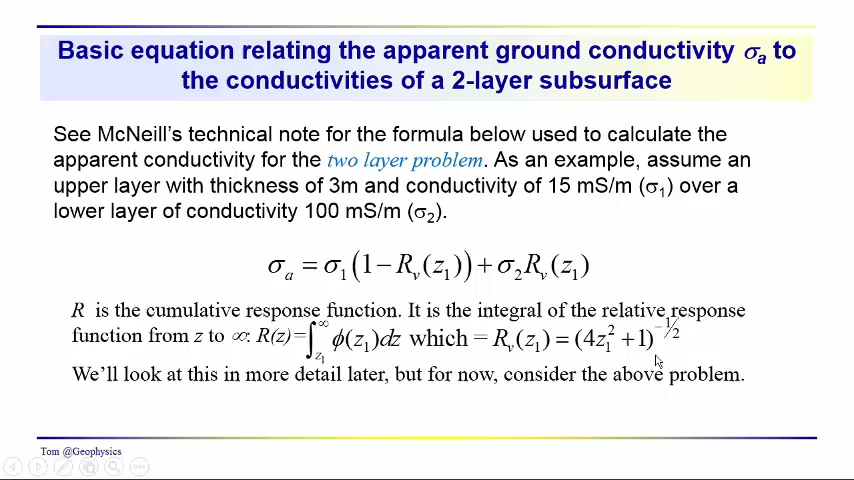 Basic equation relating the apparent ground conductivity σa to
the conductivities of a 2-layer subsurface
See McNeill's technical note for the formula below used to calculate the
apparent conductivity for the two layer problem. As an example, assume an
upper layer with thickness of 3m and conductivity of 15 mS/m (σ1) over a
lower layer of conductivity 100 mS/m (σ2).
σa = σ1(1 − Rv(z1)) + σ2Rv(z1)
R is the cumulative response function. It is the integral of the relative response
function from z to ∞: R(z)=∫z1∞ ϕ(z1)dz which = Rv(z1) = (4z1² + 1)^−1/2
We'll look at this in more detail later, but for now, consider the above problem.
Tom @Geophysics